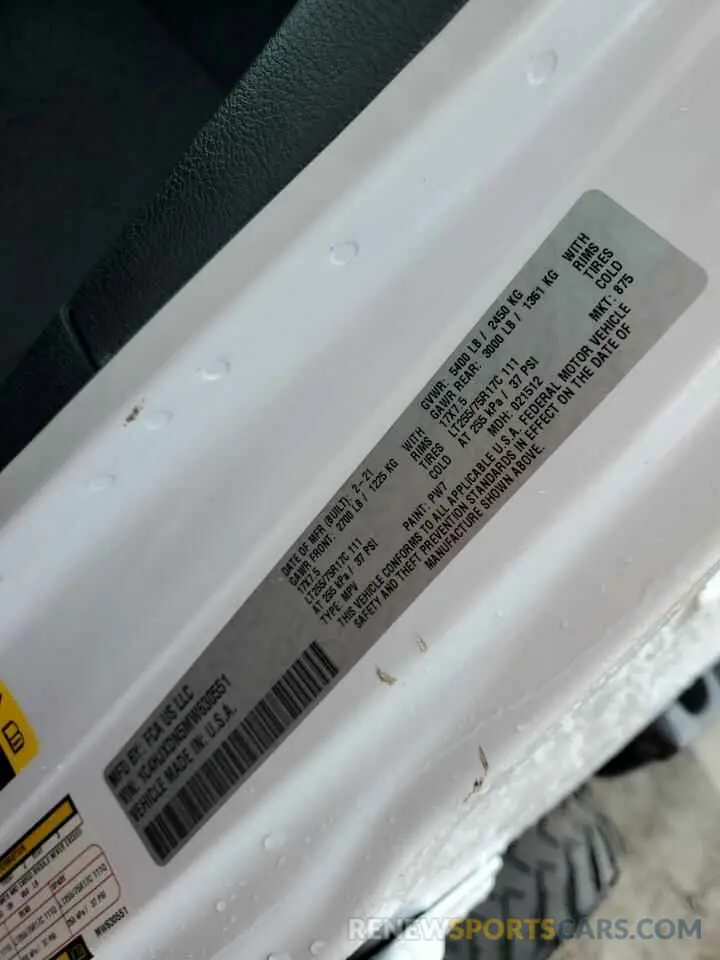 MFG BY: FCA US LLC
VIN: 1C4HJXDN5MW630551
VEHICLE MADE IN: U.S.A.
DATE OF MFR (BUILT): 2-21
GVWR: 5400 LB / 2450 KG
GAWR FRONT: 2700 LB / 1225 KG WITH
GAWR REAR: 3000 LB / 1361 KG WITH
17X7.5 RIMS
17X7.5 RIMS
LT255/75R17C 111 TIRES
LT255/75R17C 111 TIRES
AT 255 kPa / 37 PSI COLD
AT 255 kPa / 37 PSI COLD
TYPE: MPV PAINT: PW7 MDH: 021512 MKT: 875
THIS VEHICLE CONFORMS TO ALL APPLICABLE U.S.A. FEDERAL MOTOR VEHICLE
SAFETY AND THEFT PREVENTION STANDARDS IN EFFECT ON THE DATE OF
MANUFACTURE SHOWN ABOVE.
MW630551
RENEWSPORTSCARS.COM